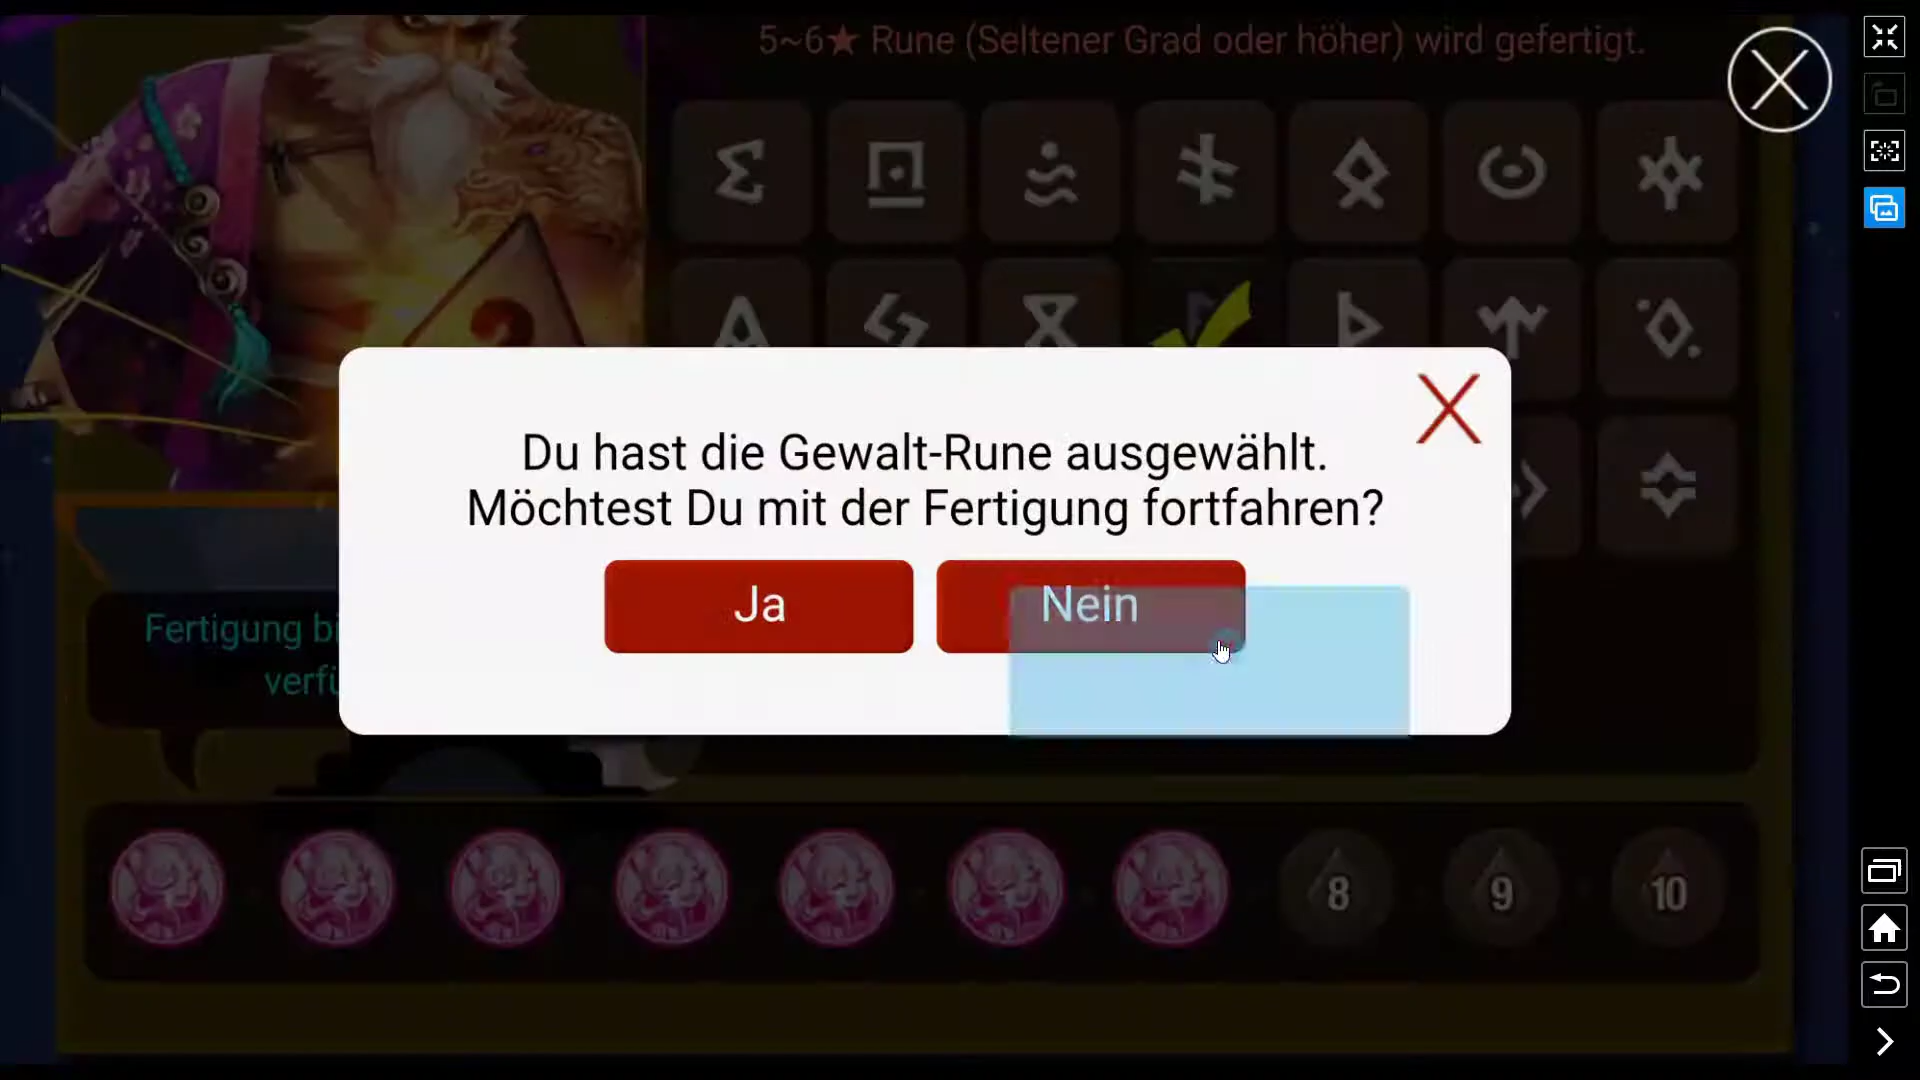 5~6★ Rune (Seltener Grad oder höher) wird gefertigt.
Du hast die Gewalt-Rune ausgewählt.
Möchtest Du mit der Fertigung fortfahren?
Ja
Nein
Fertigung
8
9
10